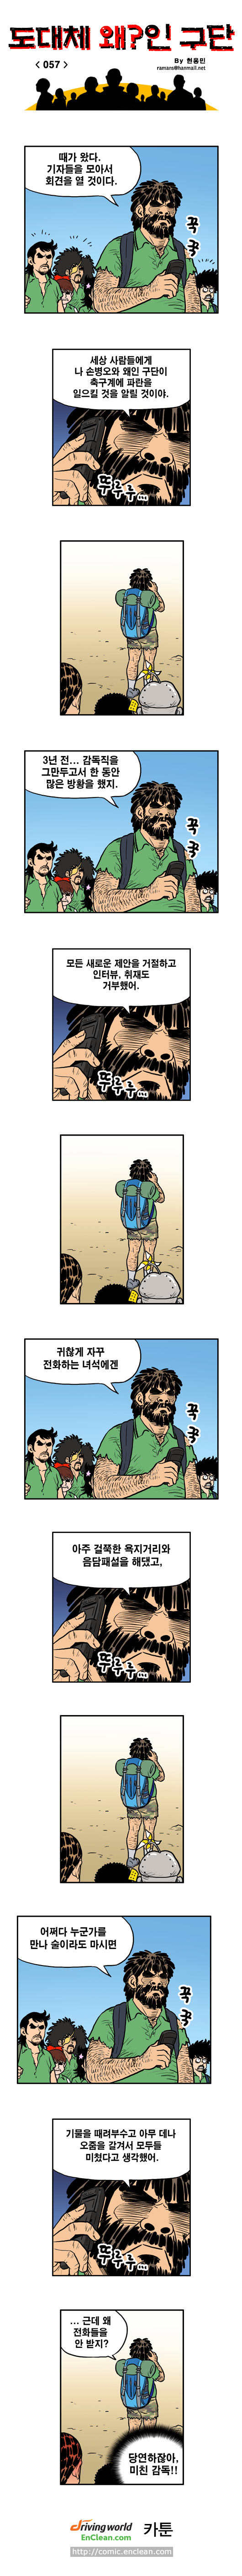 도대체 왜?인 구단
< 057 >
By 현용민
ramara@hanmail.net
때가 왔다.
기자들을 모아서
회견을 열 것이다.
꾹
꾹
세상 사람들에게
나 손병오와 왜인 구단이
축구계에 파란을
일으킬 것을 알릴 것이야.
뚜루루...
3년 전... 감독직을
그만두고서 한 동안
많은 방황을 했지.
꾹
꾹
모든 새로운 제안을 거절하고
인터뷰, 취재도
거부했어.
뚜루루...
귀찮게 자꾸
전화하는 녀석에겐
꾹
꾹
아주 걸쭉한 욕지거리와
음담패설을 해댔고,
뚜루루...
어쩌다 누군가를
만나 술이라도 마시면
꾹
꾹
기물을 때려부수고 아무 데나
오줌을 갈겨서 모두들
미쳤다고 생각했어.
뚜루루...
... 근데 왜
전화들을
안 받지?
당연하잖아,
미친 감독!!
driving world
EnClean.com
카툰
http://comic.enclean.com